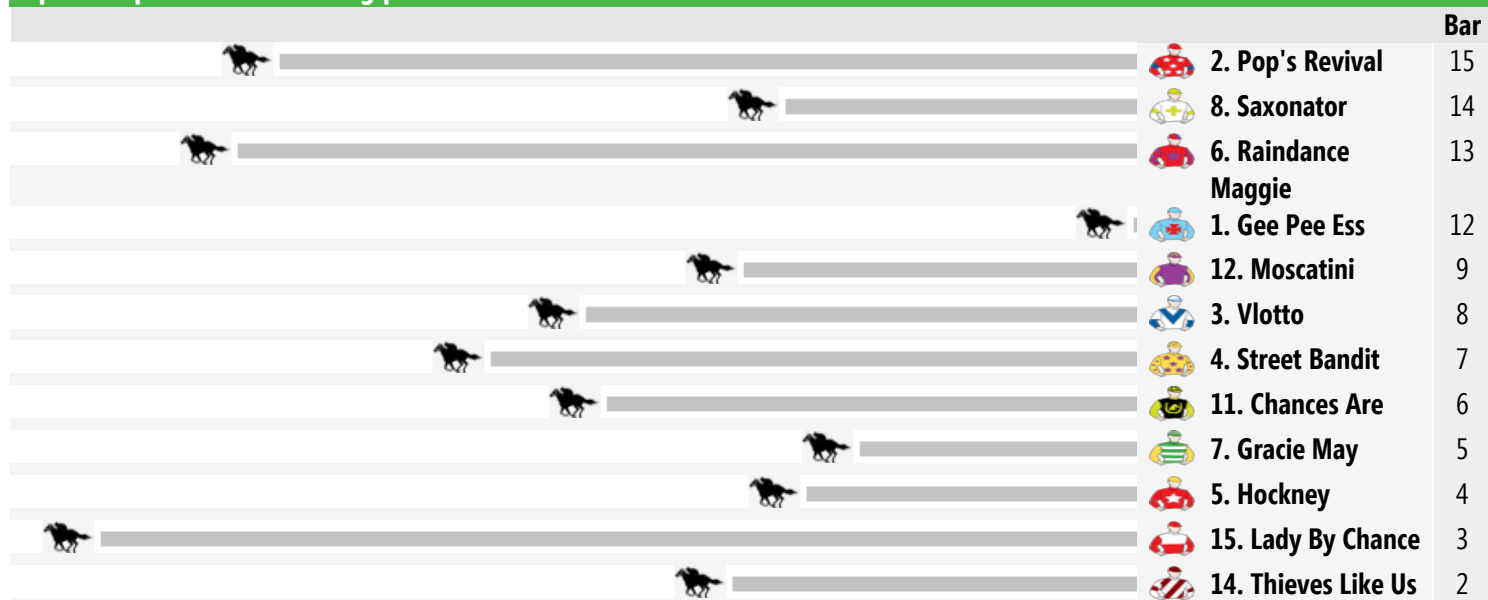 Bar
2. Pop's Revival 15
8. Saxonator 14
6. Raindance 13
Maggie
1. Gee Pee Ess 12
12. Moscatini 9
3. Vlotto 8
4. Street Bandit 7
11. Chances Are 6
7. Gracie May 5
5. Hockney 4
15. Lady By Chance 3
14. Thieves Like Us 2